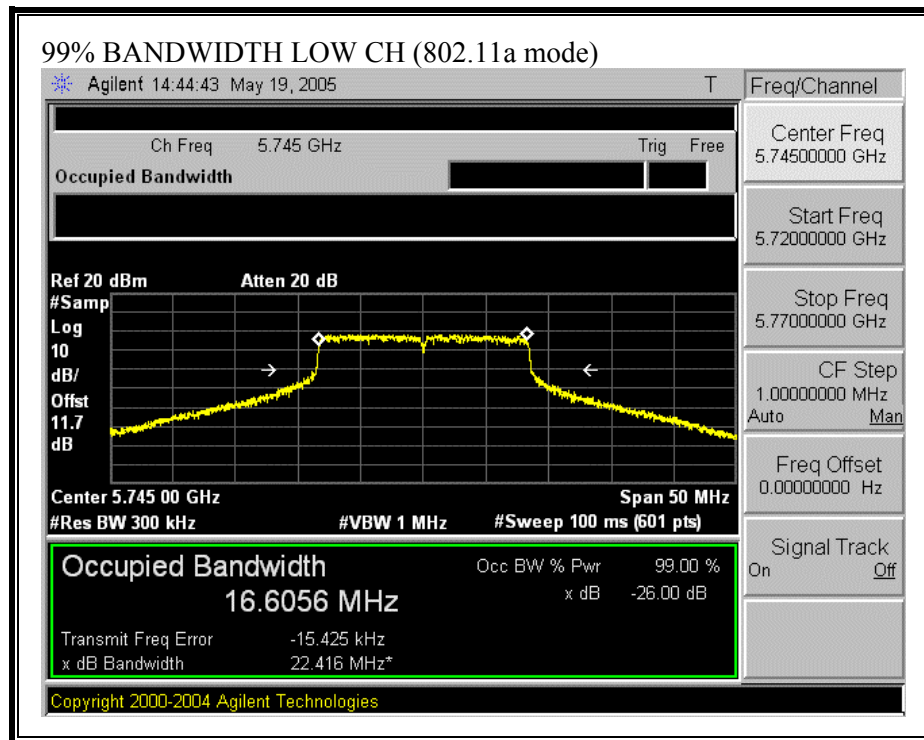 99% BANDWIDTH LOW CH (802.11a mode)
Agilent 14:44:43 May 19, 2005 T
Freq/Channel
Ch Freq 5.745 GHz Trig Free
Occupied Bandwidth
Center Freq
5.74500000 GHz
Start Freq
5.72000000 GHz
Stop Freq
5.77000000 GHz
CF Step
1.00000000 MHz
Auto Man
Freq Offset
0.00000000 Hz
Signal Track
On Off
Ref 20 dBm Atten 20 dB
#Samp
Log
10
dB/
Offst
11.7
dB
Center 5.745 00 GHz Span 50 MHz
#Res BW 300 kHz #VBW 1 MHz #Sweep 100 ms (601 pts)
Occupied Bandwidth
16.6056 MHz
Occ BW % Pwr 99.00 %
x dB -26.00 dB
Transmit Freq Error -15.425 kHz
x dB Bandwidth 22.416 MHz*
Copyright 2000-2004 Agilent Technologies